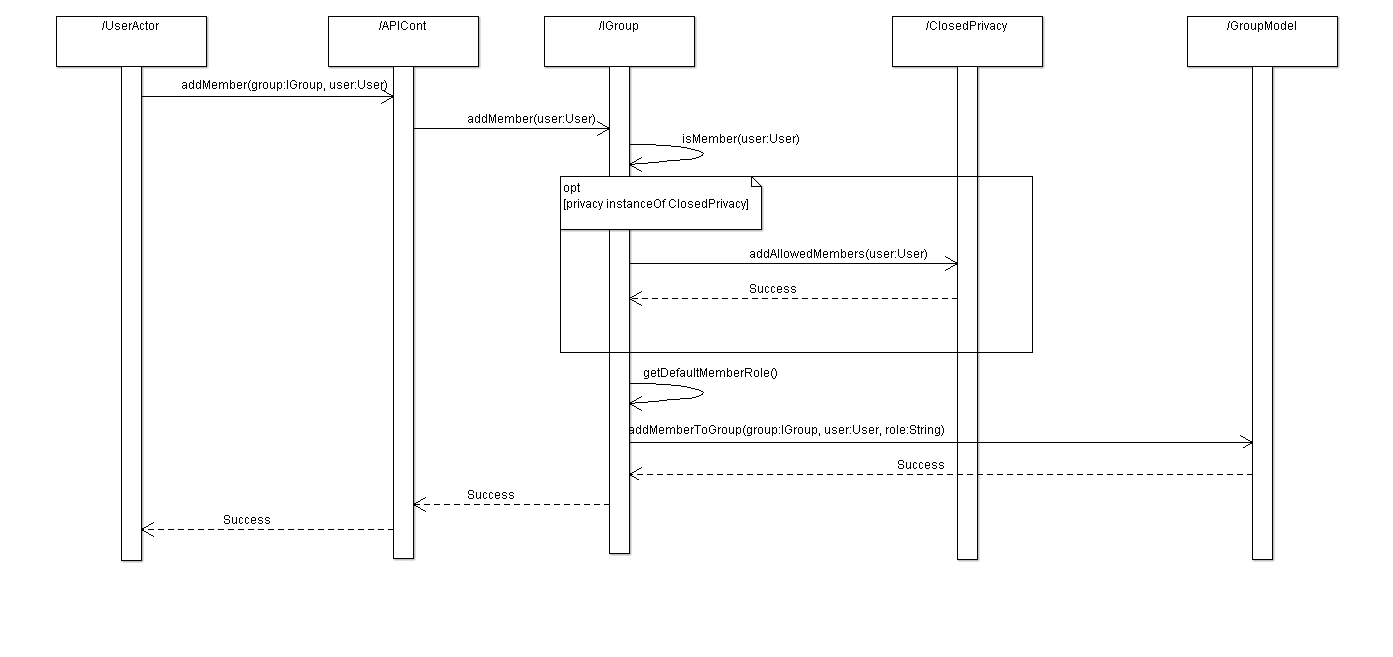 /UserActor
/APICont
/IGroup
/ClosedPrivacy
/GroupModel
addMember(group:IGroup, user:User)
addMember(user:User)
isMember(user:User)
opt
[privacy instanceOf ClosedPrivacy]
addAllowedMembers(user:User)
Success
getDefaultMemberRole()
addMemberToGroup(group:IGroup, user:User, role:String)
Success
Success
Success